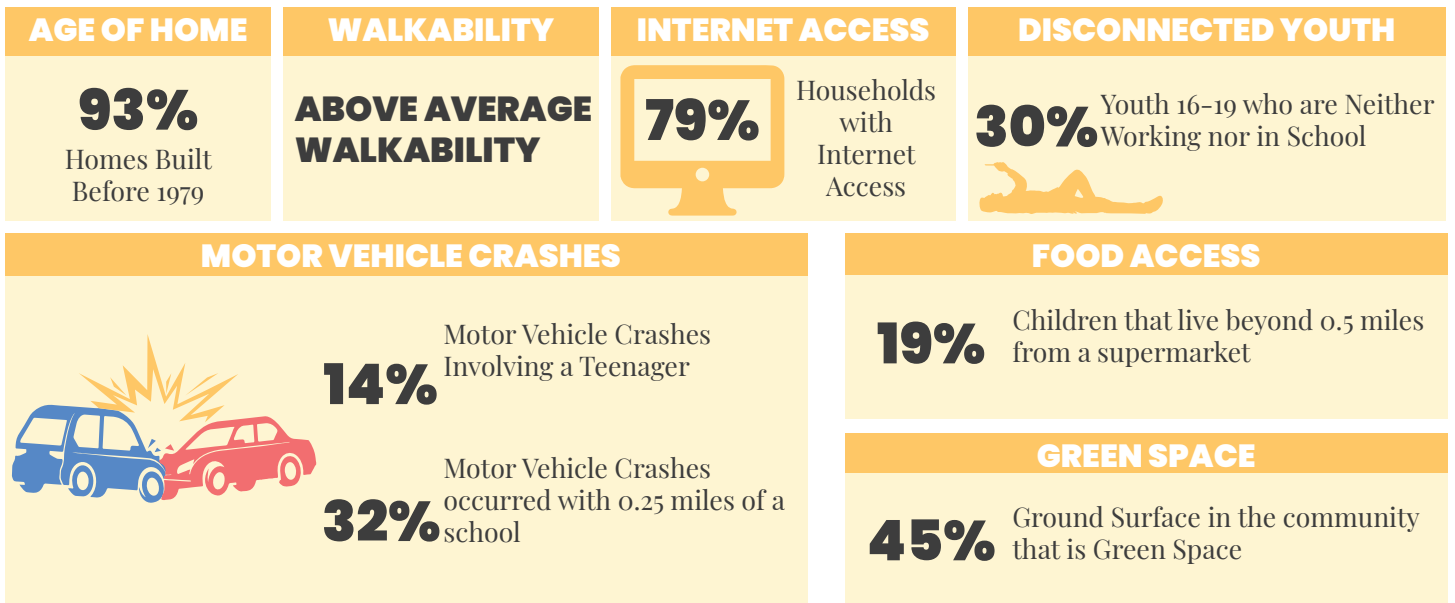 AGE OF HOME
93%
Homes Built
Before 1979
WALKABILITY
ABOVE AVERAGE
WALKABILITY
INTERNET ACCESS
79%
Households
with
Internet
Access
DISCONNECTED YOUTH
30%
Youth 16-19 who are Neither
Working nor in School
MOTOR VEHICLE CRASHES
14%
Motor Vehicle Crashes
Involving a Teenager
32%
Motor Vehicle Crashes
occurred with 0.25 miles of a
school
FOOD ACCESS
19%
Children that live beyond 0.5 miles
from a supermarket
GREEN SPACE
45%
Ground Surface in the community
that is Green Space